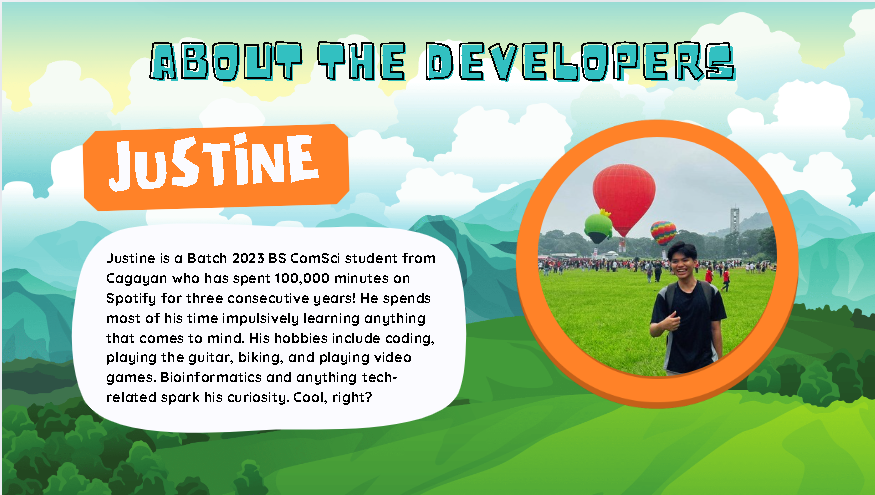 ABOUT THE DEVELOPERS
JUSTiNE
Justine is a Batch 2023 BS ComSci student from
Cagayan who has spent 100,000 minutes on
Spotify for three consecutive years! He spends
most of his time impulsively learning anything
that comes to mind. His hobbies include coding,
playing the guitar, biking, and playing video
games. Bioinformatics and anything tech-
related spark his curiosity. Cool, right?